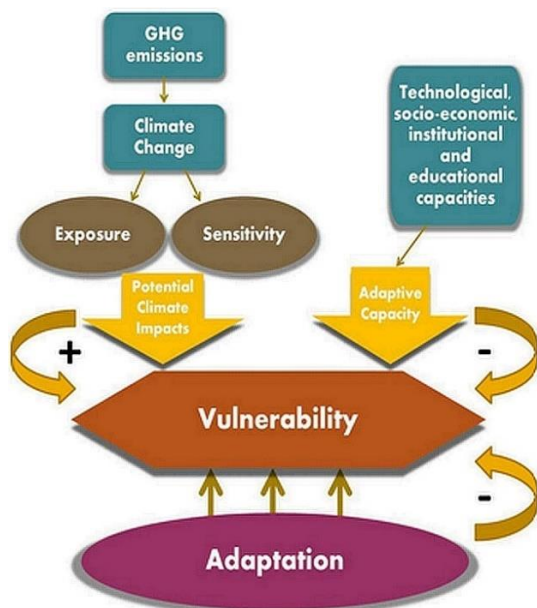 GHG
emissions
Climate
Change
Technological,
socio-economic,
institutional
and
educational
capacities
Exposure
Sensitivity
Potential
Climate
Impacts
Adaptive
Capacity
+
-
Vulnerability
-
Adaptation